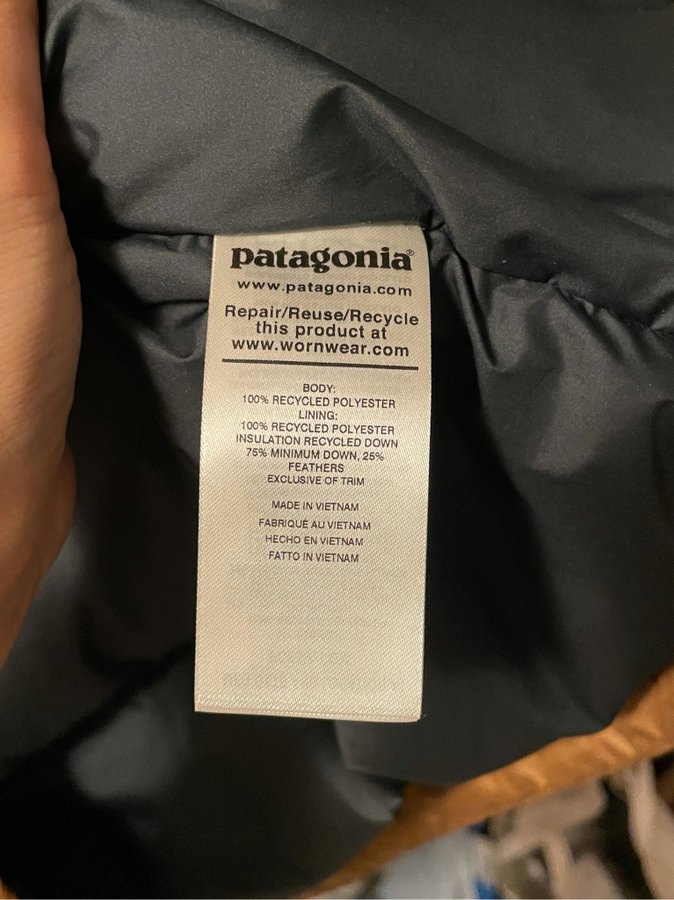 patagonia®
www.patagonia.com
Repair/Reuse/Recycle
this product at
www.wornwear.com
BODY:
100% RECYCLED POLYESTER
LINING:
100% RECYCLED POLYESTER
INSULATION RECYCLED DOWN
75% MINIMUM DOWN, 25%
FEATHERS
EXCLUSIVE OF TRIM
MADE IN VIETNAM
FABRIQUÉ AU VIETNAM
HECHO EN VIETNAM
FATTO IN VIETNAM